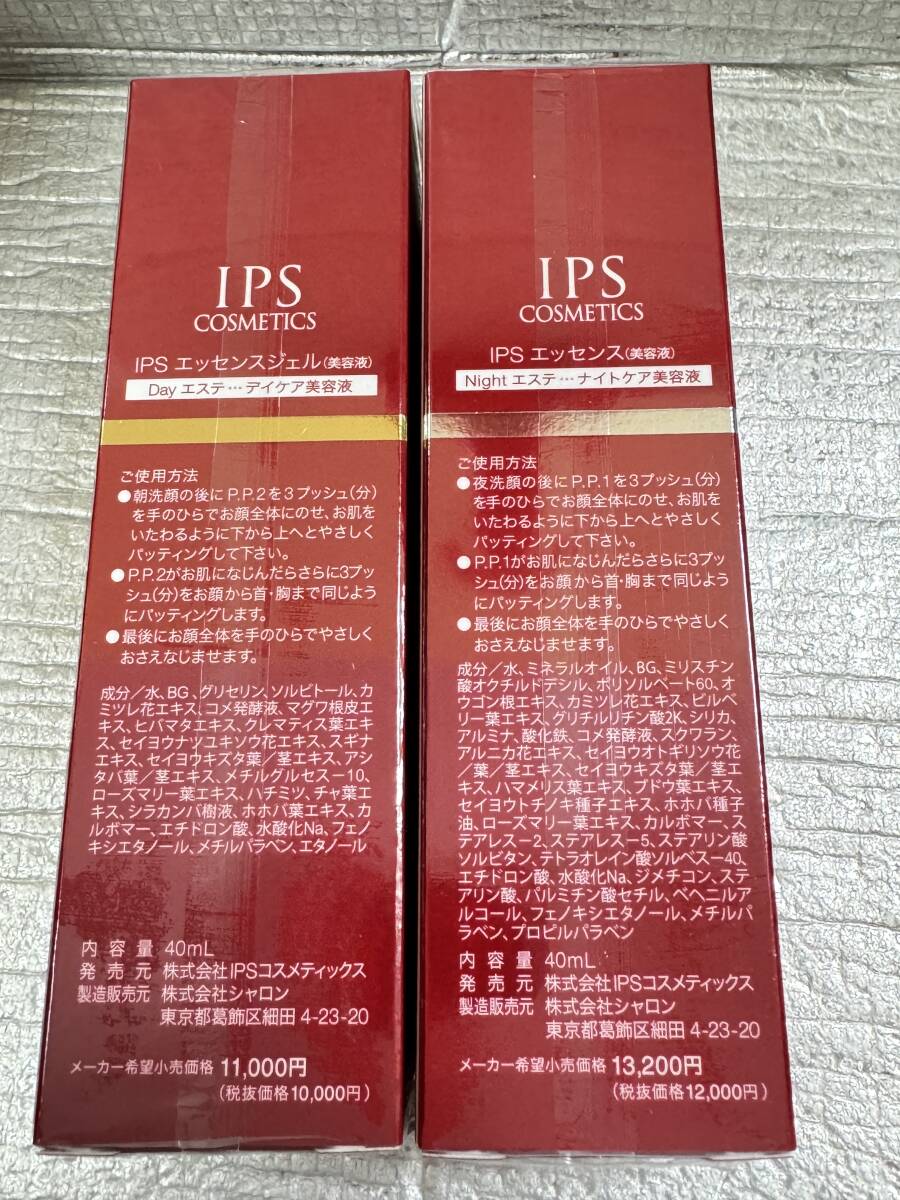 IPS
COSMETICS
IPS エッセンスジェル(美容液)
Day エステ…デイケア美容液
ご使用方法
●朝洗顔の後にP.P.2を3プッシュ(分)
を手のひらでお顔全体にのせ、お肌を
いたわるように下から上へとやさしく
パッティングして下さい。
●P.P.2がお肌になじんだらさらに3プッ
シュ(分)をお顔から首・胸まで同じよう
にパッティングします。
●最後にお顔全体を手のひらでやさしく
おさえなじませます。
成分/水、BG、グリセリン、ソルビトール、カ
ミツレ花エキス、コメ発酵液、マグワ根皮エ
キス、ヒバマタエキス、クレマティス葉エキ
ス、セイヨウナツユキソウ花エキス、スギナ
エキス、セイヨウキズタ葉/茎エキス、アシ
タバ葉/茎エキス、メチルグルセス-10、
ローズマリー葉エキス、ハチミツ、チャ葉エ
キス、シラカンバ樹液、ホホバ葉エキス、カ
ルボマー、エチドロン酸、水酸化Na、フェノ
キシエタノール、メチルパラベン、エタノール
内容量 40mL
発売元 株式会社IPSコスメティックス
製造販売元 株式会社シャロン
東京都葛飾区細田 4-23-20
メーカー希望小売価格 11,000円
(税抜価格10,000円)
IPS
COSMETICS
IPS エッセンス(美容液)
Night エステ…ナイトケア美容液
ご使用方法
●夜洗顔の後にP.P.1を3プッシュ(分)
を手のひらでお顔全体にのせ、お肌を
いたわるように下から上へとやさしく
パッティングして下さい。
●P.P.1がお肌になじんだらさらに3プッ
シュ(分)をお顔から首・胸まで同じよう
にパッティングします。
●最後にお顔全体を手のひらでやさしく
おさえなじませます。
成分/水、ミネラルオイル、BG、ミリスチン
酸オクチルドデシル、ポリソルベート60、オ
ウゴン根エキス、カミツレ花エキス、ビルベ
リー葉エキス、グリチルリチン酸2K、シリカ、
アルミナ、酸化鉄、コメ発酵液、スクワラン、
アルニカ花エキス、セイヨウオトギリソウ花
/葉/茎エキス、セイヨウキズタ葉/茎エ
キス、ハマメリス葉エキス、ブドウ葉エキス、
セイヨウトチノキ種子エキス、ホホバ種子
油、ローズマリー葉エキス、カルボマー、ス
テアレス-2、ステアレス-5、ステアリン酸
ソルビタン、テトラオレイン酸ソルベス-40、
エチドロン酸、水酸化Na、ジメチコン、ステ
アリン酸、パルミチン酸セチル、ベヘニルア
ルコール、フェノキシエタノール、メチルパ
ラベン、プロピルパラベン
内容量 40mL
発売元 株式会社IPSコスメティックス
製造販売元 株式会社シャロン
東京都葛飾区細田 4-23-20
メーカー希望小売価格 13,200円
(税抜価格12,000円)